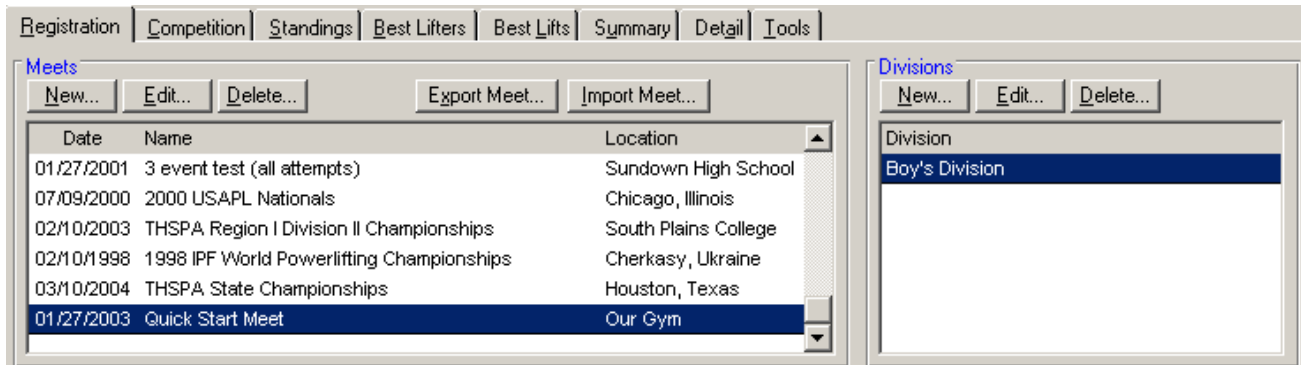 Registration Competition Standings Best Lifters Best Lifts Summary Detail Tools
Meets
New... Edit... Delete... Export Meet... Import Meet...
Date Name Location
01/27/2001 3 event test (all attempts) Sundown High School
07/09/2000 2000 USAPL Nationals Chicago, Illinois
02/10/2003 THSPA Region I Division II Championships South Plains College
02/10/1998 1998 IPF World Powerlifting Championships Cherkasy, Ukraine
03/10/2004 THSPA State Championships Houston, Texas
01/27/2003 Quick Start Meet Our Gym
Divisions
New... Edit... Delete...
Division
Boy's Division